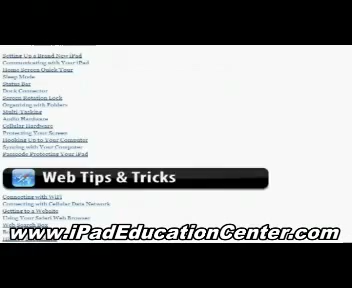 Setting Up a Brand New iPad
Communicating with Your iPad
Home Screen Quick Tour
Sleep Mode
Status Bar
Dock Connector
Screen Rotation Lock
Organizing with Folders
Multi-Tasking
Audio Hardware
Cellular Hardware
Protecting Your Screen
Hooking Up to Your Computer
Syncing with Your Computer
Passcode Protecting Your iPad
Web Tips & Tricks
Connecting with WiFi
Connecting with Cellular Data Network
Getting to a Website
Using Your Safari Web Browser
Web Search Box
www.iPadEducationCenter.com